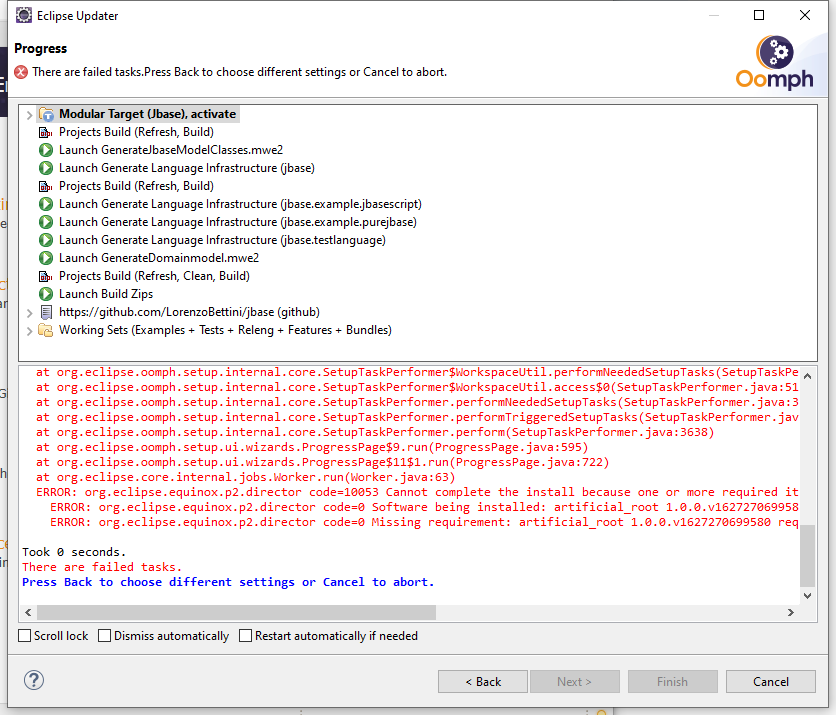 Eclipse Updater
Progress
There are failed tasks.Press Back to choose different settings or Cancel to abort.
Oomph
Modular Target (Jbase), activate
Projects Build (Refresh, Build)
Launch GenerateJbaseModelClasses.mwe2
Launch Generate Language Infrastructure (jbase)
Projects Build (Refresh, Build)
Launch Generate Language Infrastructure (jbase.example.jbasescript)
Launch Generate Language Infrastructure (jbase.example.purejbase)
Launch Generate Language Infrastructure (jbase.testlanguage)
Launch GenerateDomainmodel.mwe2
Projects Build (Refresh, Clean, Build)
Launch Build Zips
https://github.com/LorenzoBettini/jbase (github)
Working Sets (Examples + Tests + Releng + Features + Bundles)
at org.eclipse.oomph.setup.internal.core.SetupTaskPerformer$WorkspaceUtil.performNeededSetupTasks(SetupTaskPe
at org.eclipse.oomph.setup.internal.core.SetupTaskPerformer$WorkspaceUtil.access$0(SetupTaskPerformer.java:51
at org.eclipse.oomph.setup.internal.core.SetupTaskPerformer.performNeededSetupTasks(SetupTaskPerformer.java:3
at org.eclipse.oomph.setup.internal.core.SetupTaskPerformer.performTriggeredSetupTasks(SetupTaskPerformer.jav
at org.eclipse.oomph.setup.internal.core.SetupTaskPerformer.perform(SetupTaskPerformer.java:3638)
at org.eclipse.oomph.setup.ui.wizards.ProgressPage$9.run(ProgressPage.java:595)
at org.eclipse.oomph.setup.ui.wizards.ProgressPage$11$1.run(ProgressPage.java:722)
at org.eclipse.core.internal.jobs.Worker.run(Worker.java:63)
ERROR: org.eclipse.equinox.p2.director code=10053 Cannot complete the install because one or more required it
ERROR: org.eclipse.equinox.p2.director code=0 Software being installed: artificial_root 1.0.0.v162727069958
ERROR: org.eclipse.equinox.p2.director code=0 Missing requirement: artificial_root 1.0.0.v1627270699580 req
Took 0 seconds.
There are failed tasks.
Press Back to choose different settings or Cancel to abort.
Scroll lock Dismiss automatically Restart automatically if needed
? < Back Next > Finish Cancel